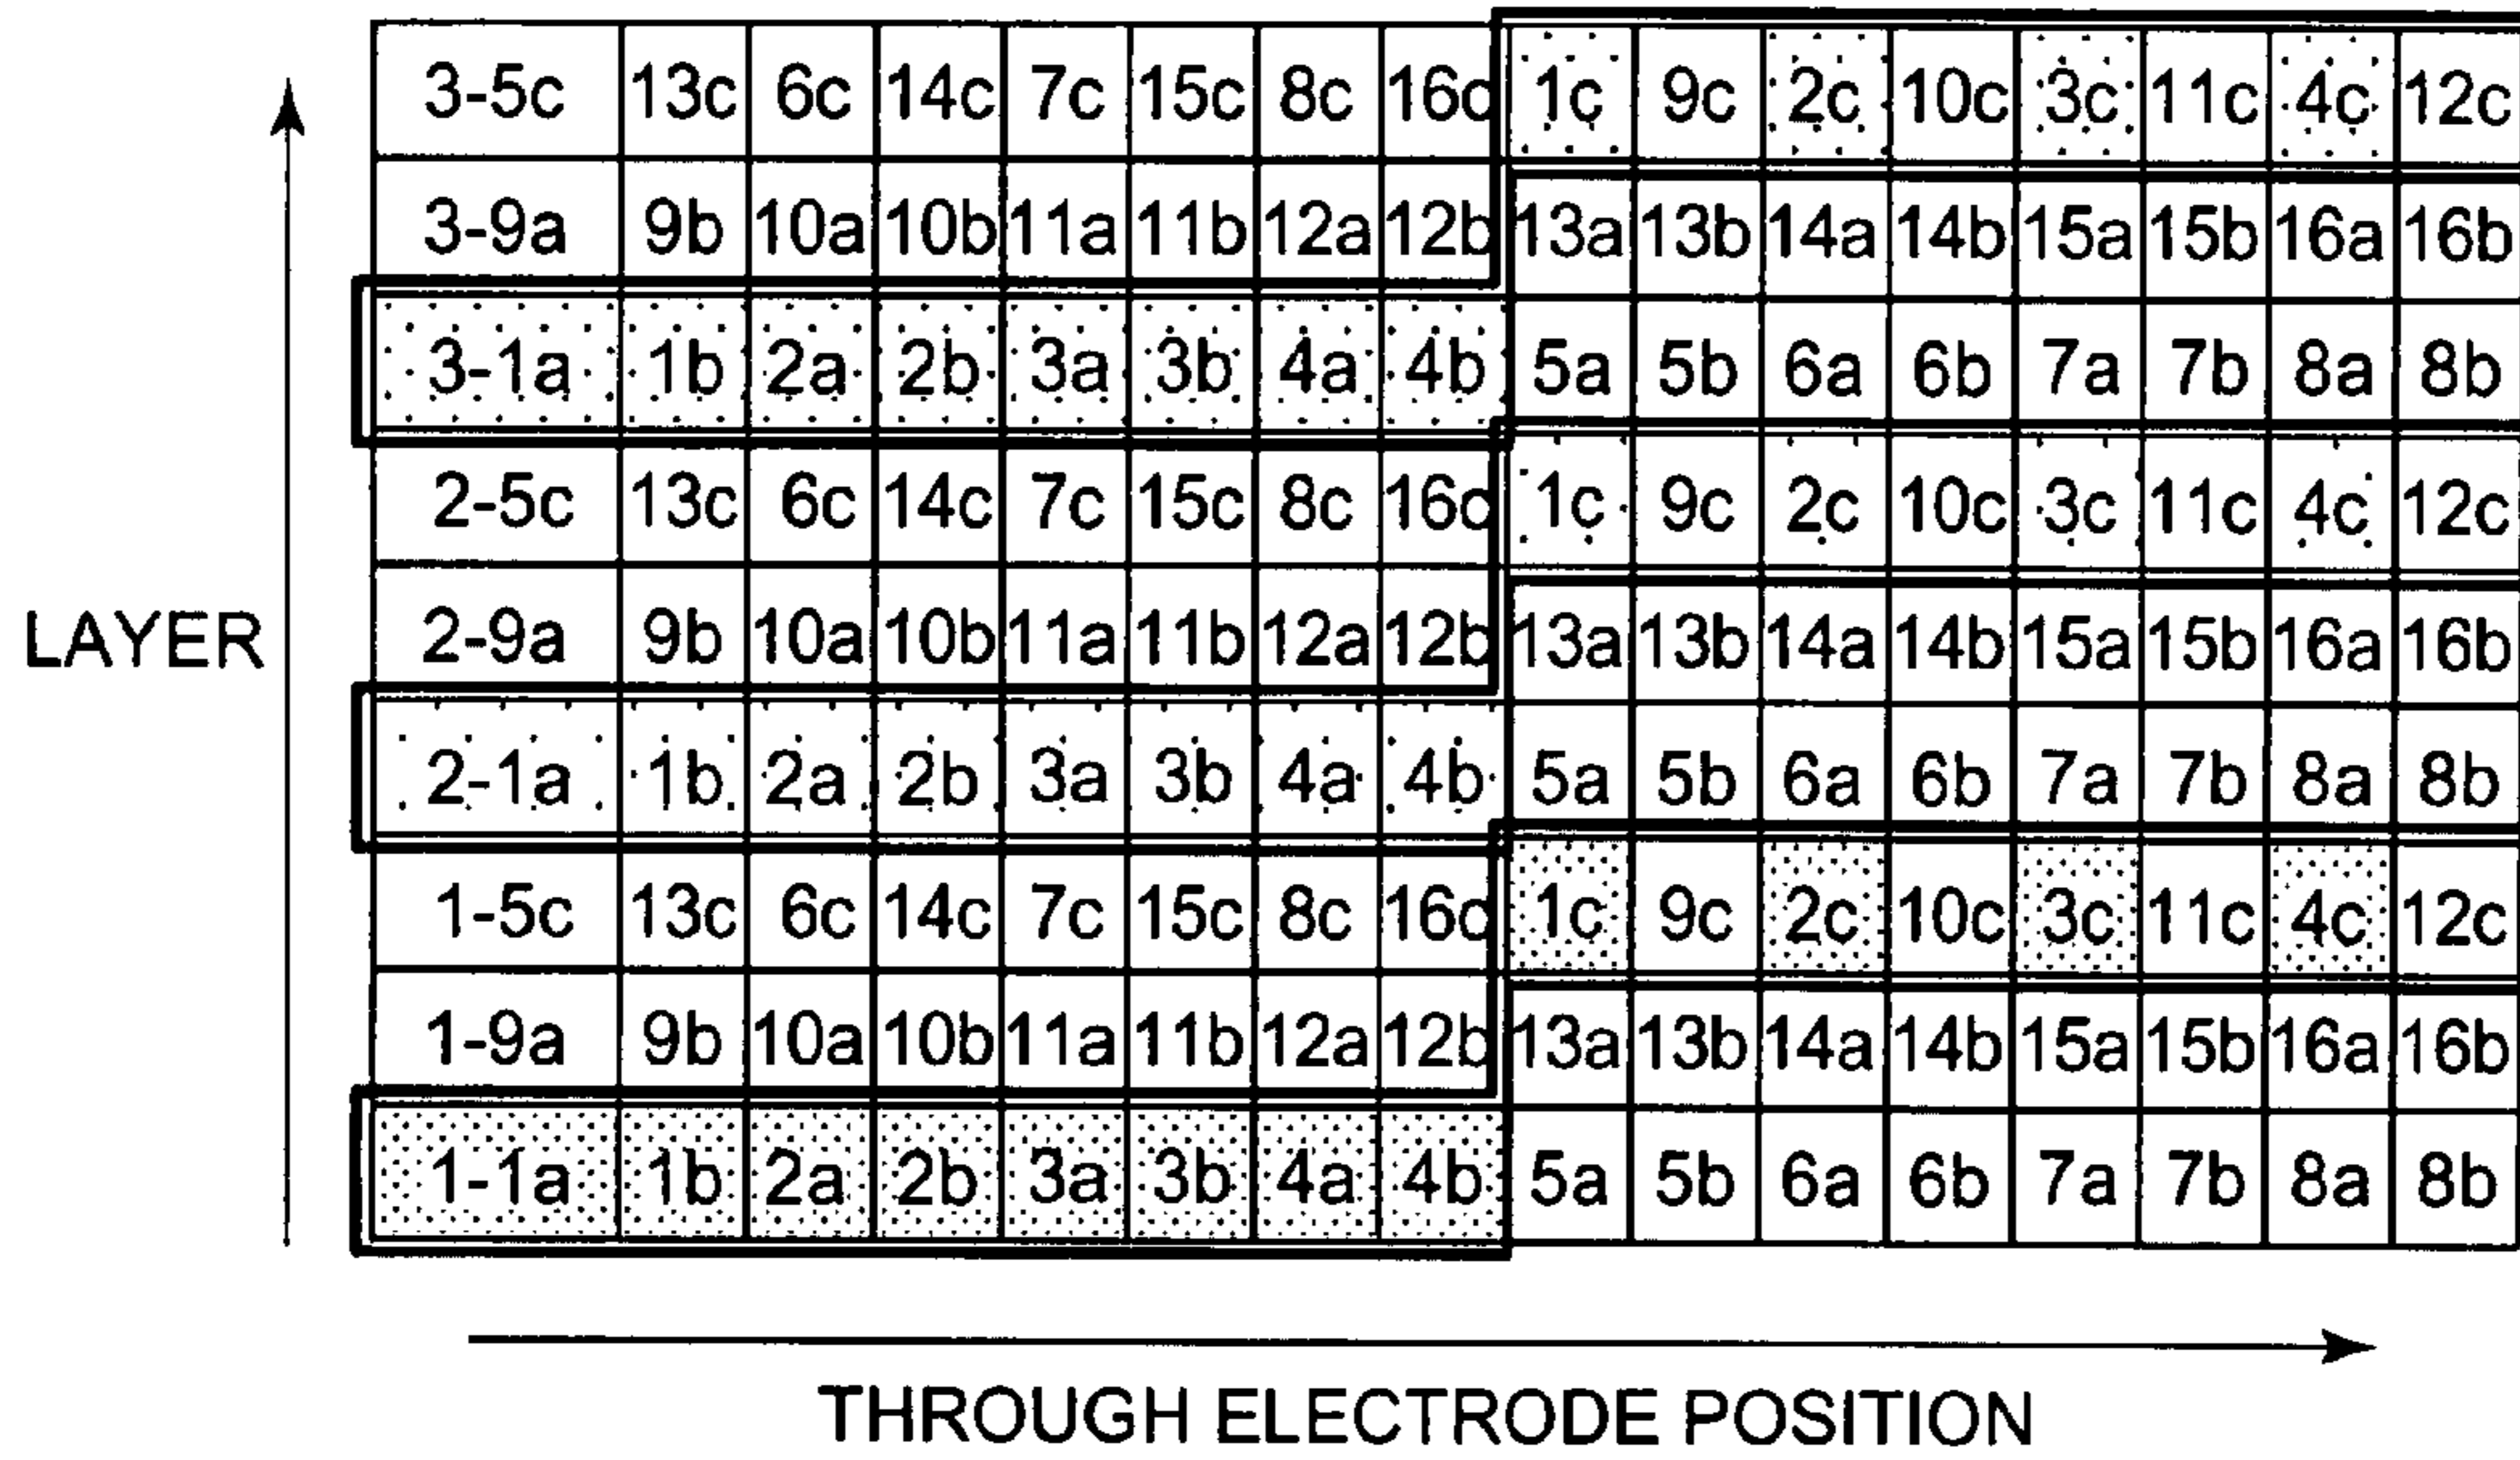 3-5c 13c 6c 14c 7c 15c 8c 16c 1c 9c 2c 10c 3c 11c 4c 12c
3-9a 9b 10a 10b 11a 11b 12a 12b 13a 13b 14a 14b 15a 15b 16a 16b
3-1a 1b 2a 2b 3a 3b 4a 4b 5a 5b 6a 6b 7a 7b 8a 8b
2-5c 13c 6c 14c 7c 15c 8c 16c 1c 9c 2c 10c 3c 11c 4c 12c
LAYER 2-9a 9b 10a 10b 11a 11b 12a 12b 13a 13b 14a 14b 15a 15b 16a 16b
2-1a 1b 2a 2b 3a 3b 4a 4b 5a 5b 6a 6b 7a 7b 8a 8b
1-5c 13c 6c 14c 7c 15c 8c 16c 1c 9c 2c 10c 3c 11c 4c 12c
1-9a 9b 10a 10b 11a 11b 12a 12b 13a 13b 14a 14b 15a 15b 16a 16b
1-1a 1b 2a 2b 3a 3b 4a 4b 5a 5b 6a 6b 7a 7b 8a 8b
THROUGH ELECTRODE POSITION